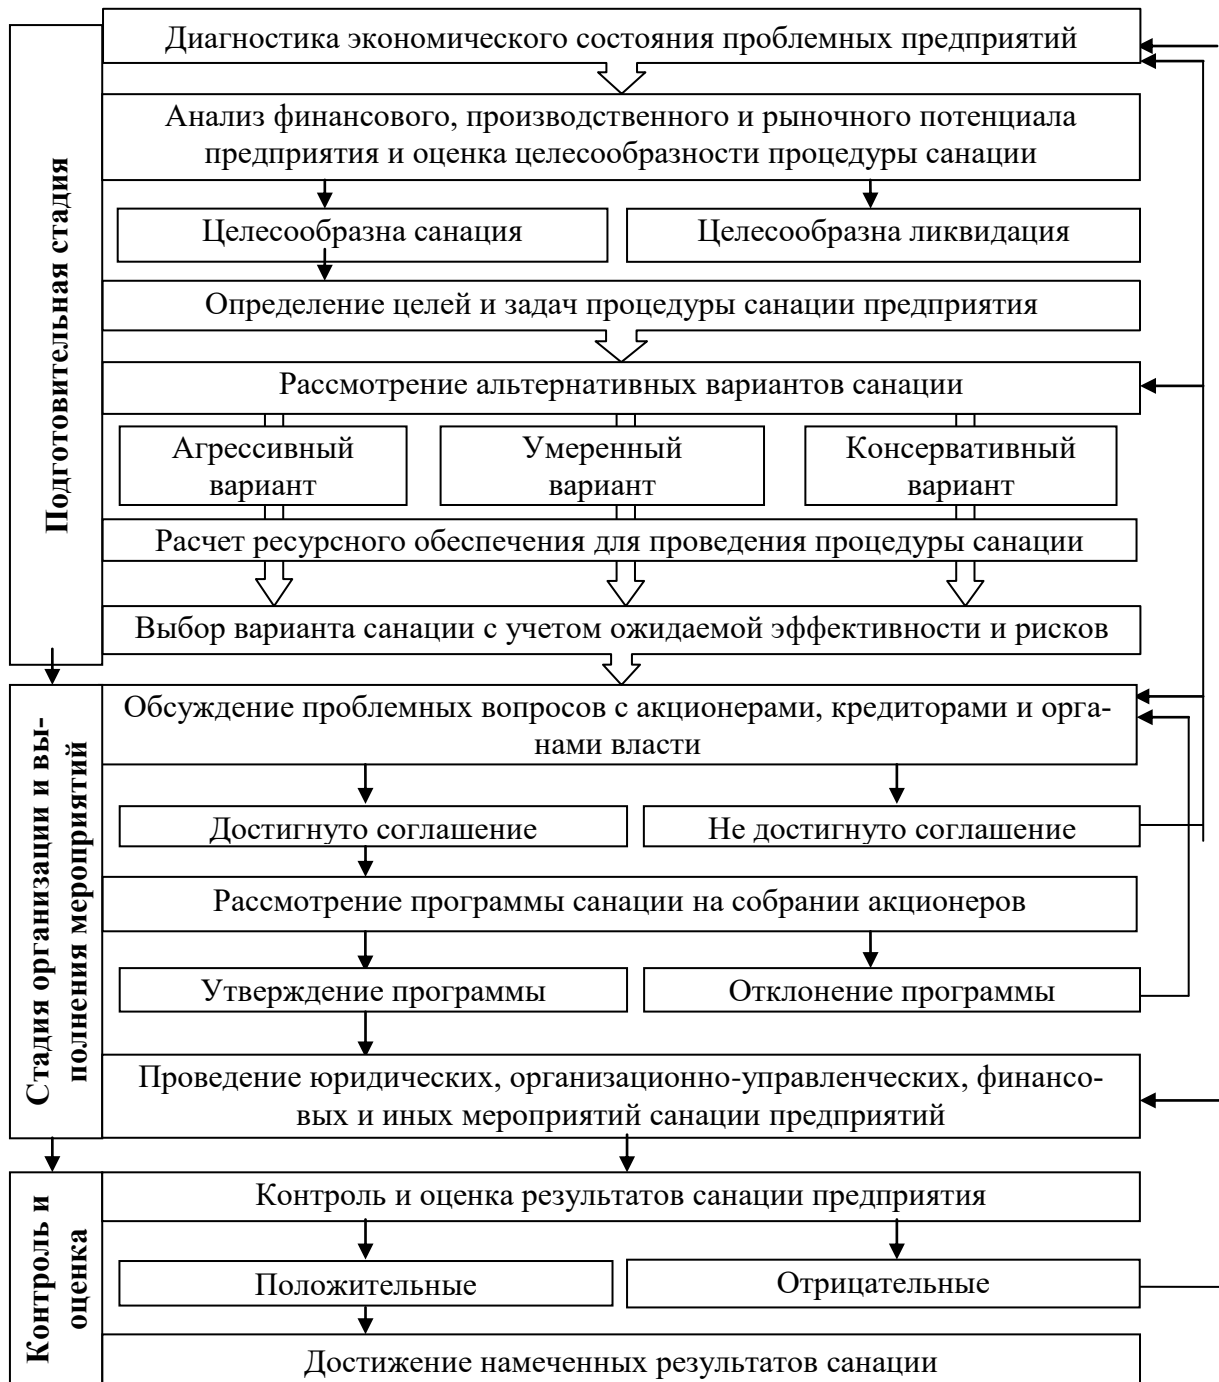 Подготовительная стадия
Диагностика экономического состояния проблемных предприятий
Анализ финансового, производственного и рыночного потенциала
предприятия и оценка целесообразности процедуры санации
Целесообразна санация
Целесообразна ликвидация
Определение целей и задач процедуры санации предприятия
Рассмотрение альтернативных вариантов санации
Агрессивный
вариант
Умеренный
вариант
Консервативный
вариант
Расчет ресурсного обеспечения для проведения процедуры санации
Выбор варианта санации с учетом ожидаемой эффективности и рисков
Стадия организации и вы-
полнения мероприятий
Обсуждение проблемных вопросов с акционерами, кредиторами и орга-
нами власти
Достигнуто соглашение
Не достигнуто соглашение
Рассмотрение программы санации на собрании акционеров
Утверждение программы
Отклонение программы
Проведение юридических, организационно-управленческих, финансо-
вых и иных мероприятий санации предприятий
Контроль и
оценка
Контроль и оценка результатов санации предприятия
Положительные
Отрицательные
Достижение намеченных результатов санации